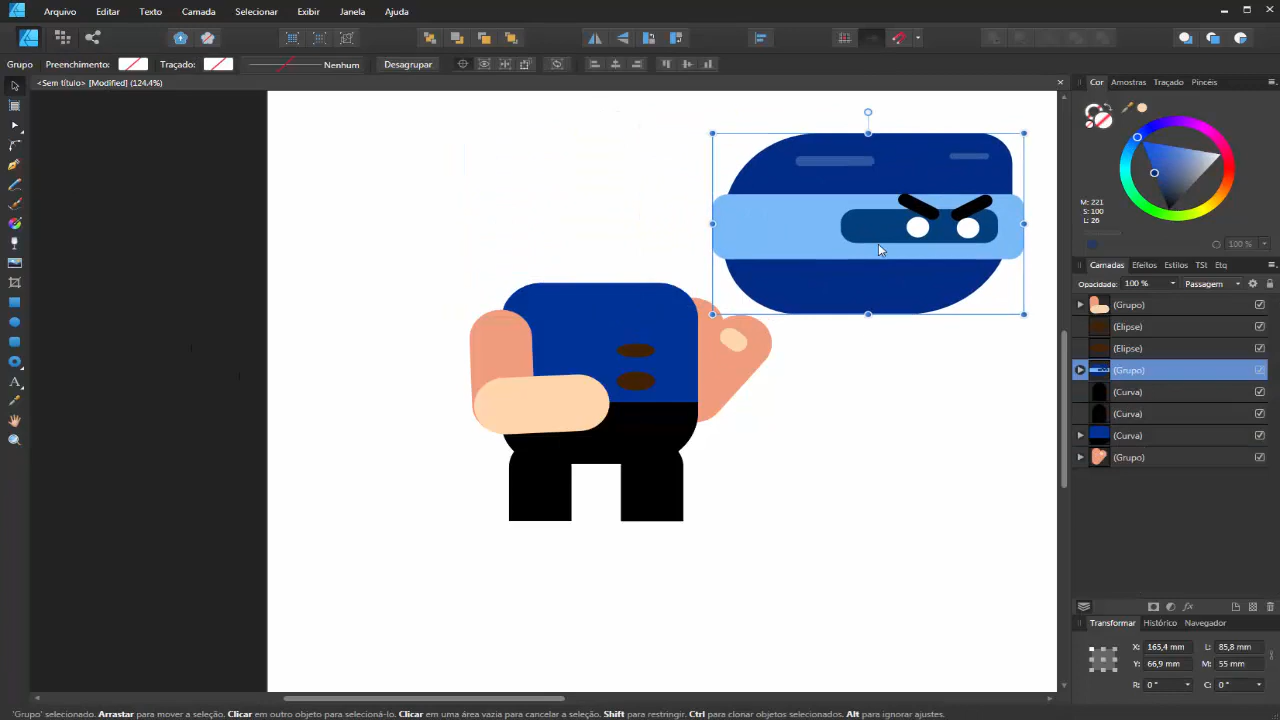 Arquivo Editar Texto Camada Selecionar Exibir Janela Ajuda
Grupo Preenchimento: Traçado: Nenhum Desagrupar
<Sem título> [Modified] (124.4%)
Cor Amostras Traçado Pincéis
M: 221
S: 100
L: 26
100 %
Camadas Efeitos Estilos TSI Etq
Opacidade: 100 % Passagem
(Grupo)
(Elipse)
(Elipse)
(Grupo)
(Curva)
(Curva)
(Curva)
(Grupo)
Transformar Histórico Navegador
X: 165,4 mm L: 85,8 mm
Y: 66,9 mm M: 55 mm
R: 0 ° C: 0 °
'Grupo' selecionado. Arrastar para mover a seleção. Clicar em outro objeto para selecioná-lo. Clicar em uma área vazia para cancelar a seleção. Shift para restringir. Ctrl para clonar objetos selecionados. Alt para ignorar ajustes.